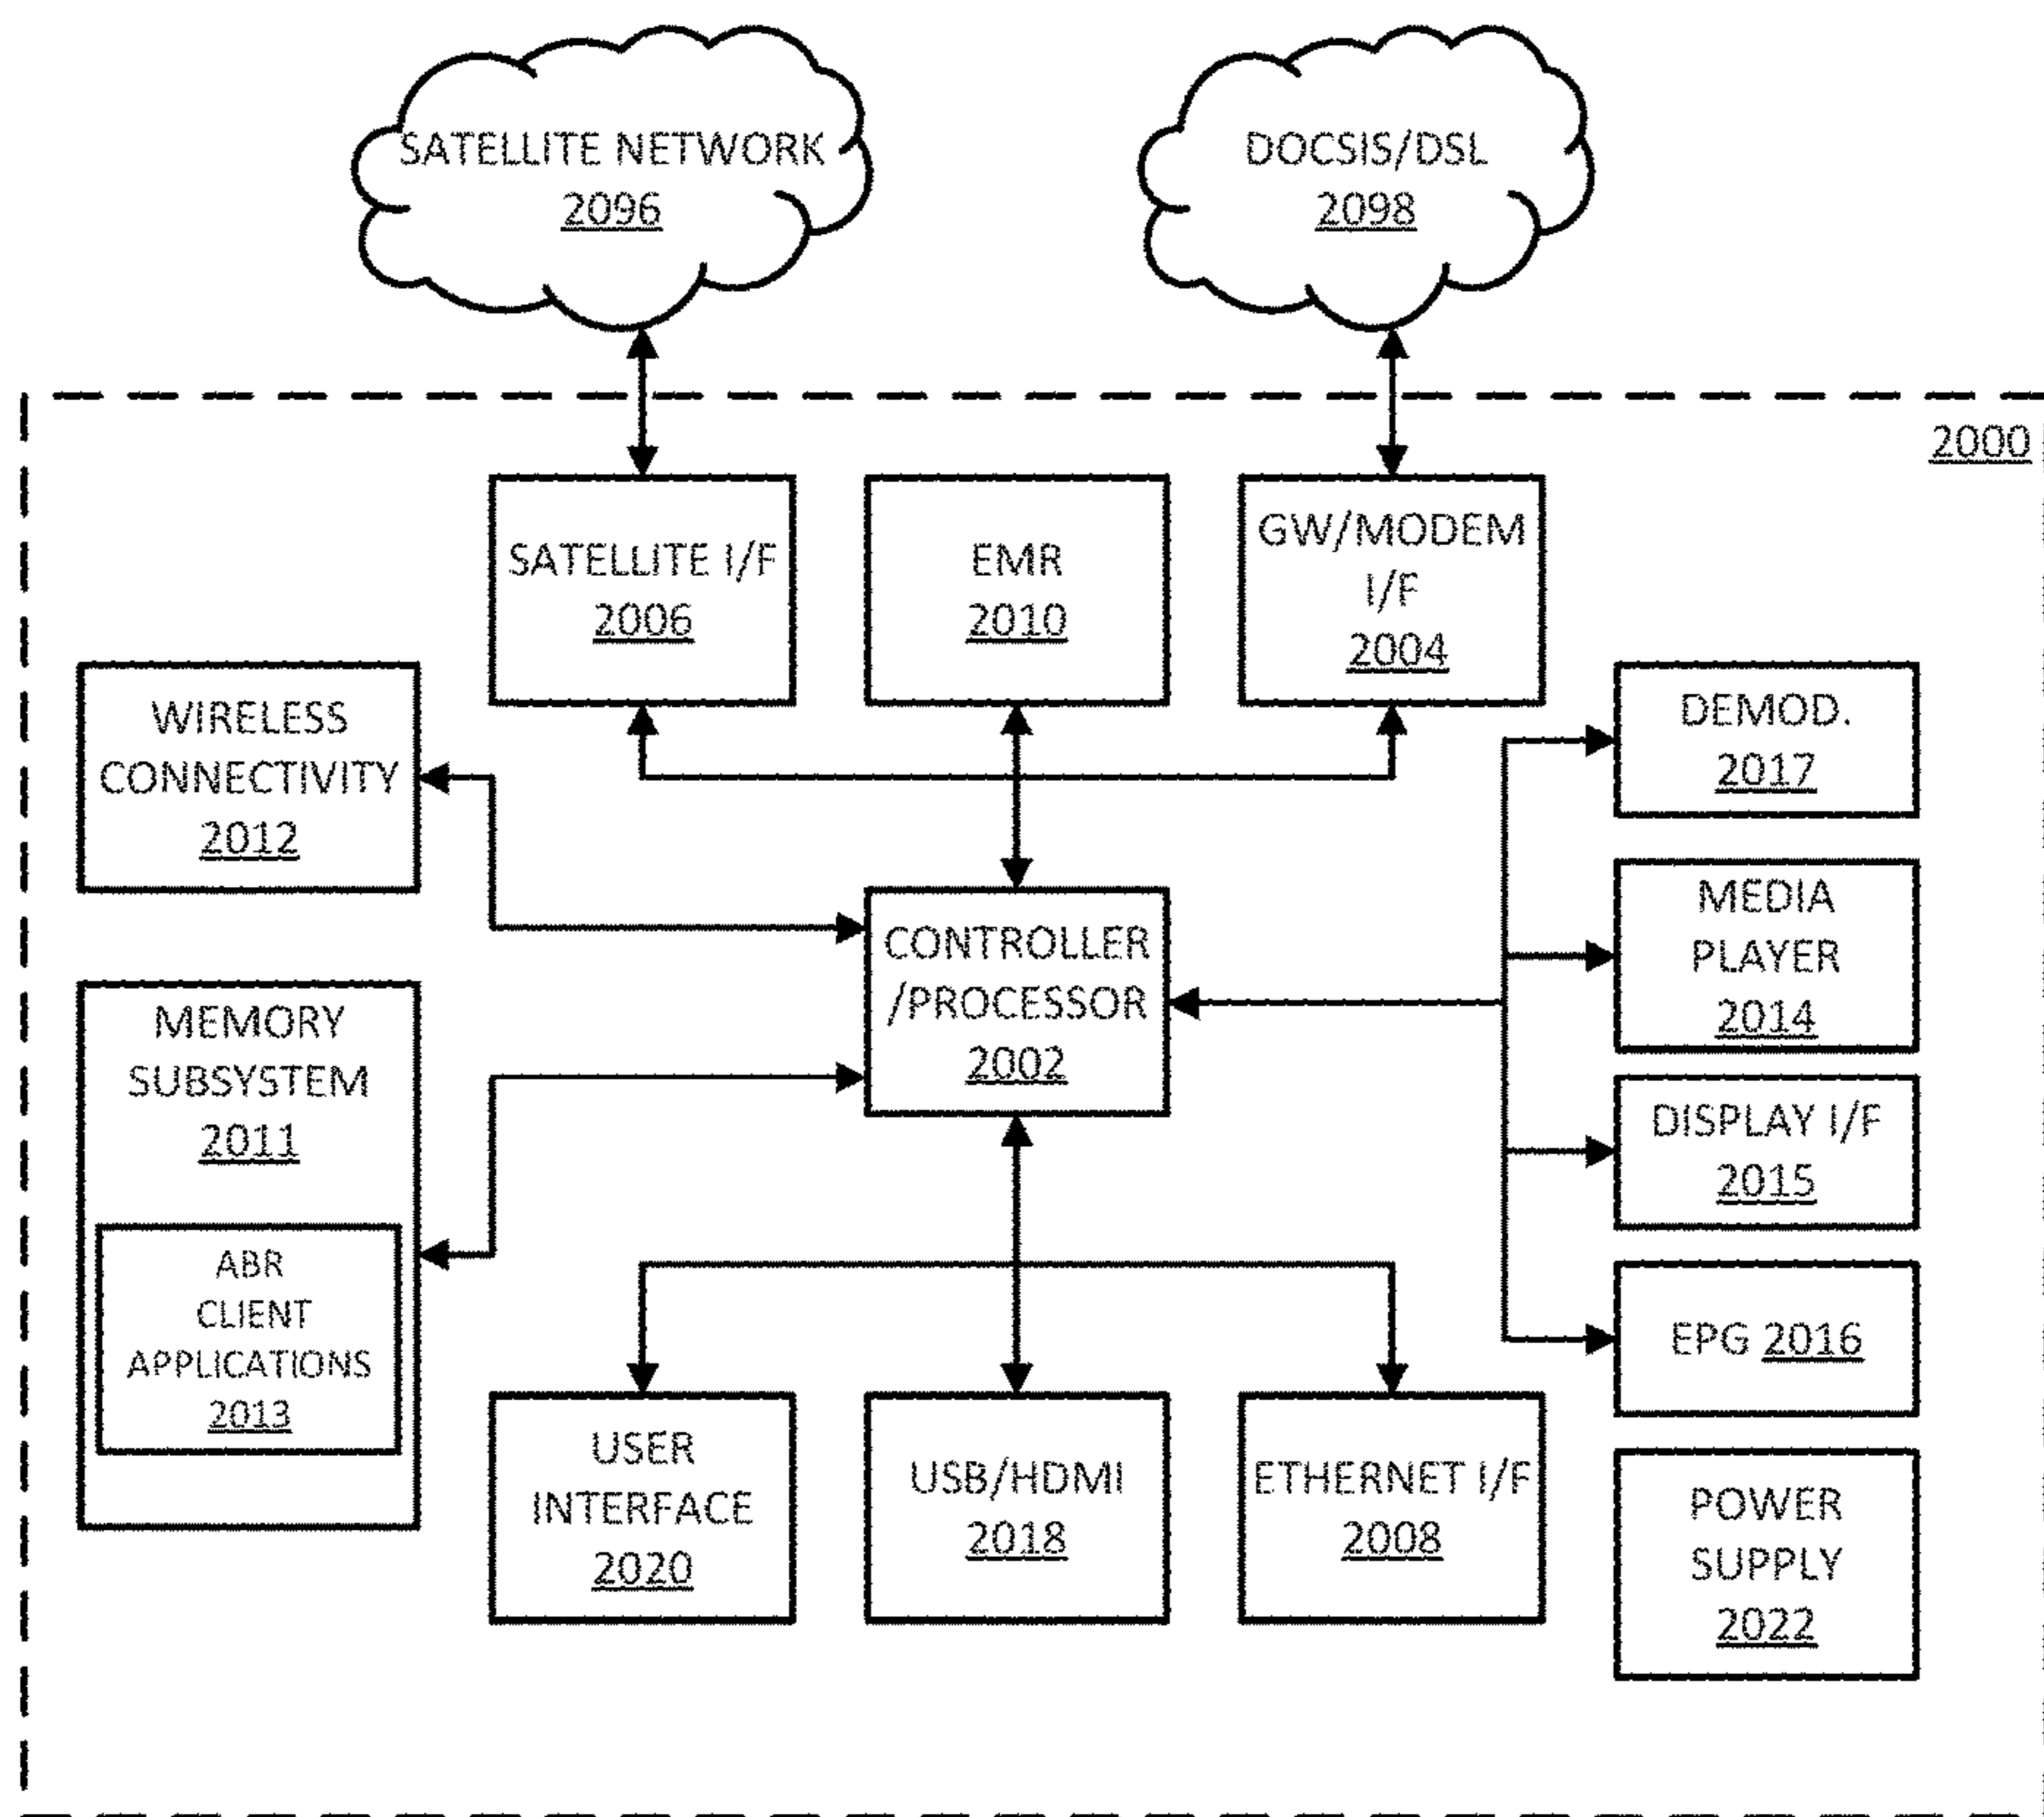 SATELLITE NETWORK
2096
DOCSIS/DSL
2098
2000
SATELLITE I/F
2006
EMR
2010
GW/MODEM
I/F
2004
WIRELESS
CONNECTIVITY
2012
DEMOD.
2017
MEDIA
PLAYER
2014
CONTROLLER
/PROCESSOR
2002
MEMORY
SUBSYSTEM
2011
ABR
CLIENT
APPLICATIONS
2013
DISPLAY I/F
2015
EPG 2016
USER
INTERFACE
2020
USB/HDMI
2018
ETHERNET I/F
2008
POWER
SUPPLY
2022